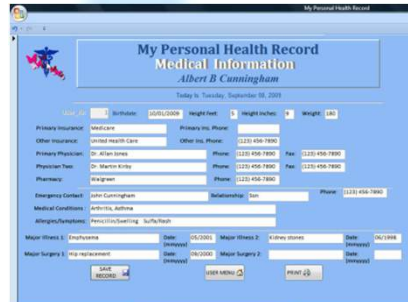 My Personal Health Record
My Personal Health Record
Medical Information
Albert B Cunningham
Today is Tuesday, September 08, 2009
Birthdate: 10/01/2009 Height Feet: 5 Height Inches: 9 Weight: 180
Primary Insurance: Medicare Primary Ins. Phone:
Other Insurance: United Health Care Other Ins. Phone: (123) 456-7890
Primary Physician: Dr. Allan Jones Phone: (123) 456-7890 Fax: (123) 456-7890
Physician Two: Dr. Martin Kirby Phone: (123) 456-7890 Fax: (123) 456-7890
Pharmacy: Walgreen Phone: (123) 456-7890
Emergency Contact: John Cunningham Relationship: Son Phone: (123) 456-7890
Medical Conditions: Arthritis, Asthma
Allergies/Symptoms: Penicillin/Swelling Sulfa/Rash
Major Illness 1: Emphysema Date: (mm/yyyy) 05/2001 Major Illness 2: Kidney stones Date: (mm/yyyy) 06/1998
Major Surgery 1: Hip replacement Date: (mm/yyyy) 09/2000 Major Surgery 2: Date: (mm/yyyy)
SAVE RECORD USER MENU PRINT